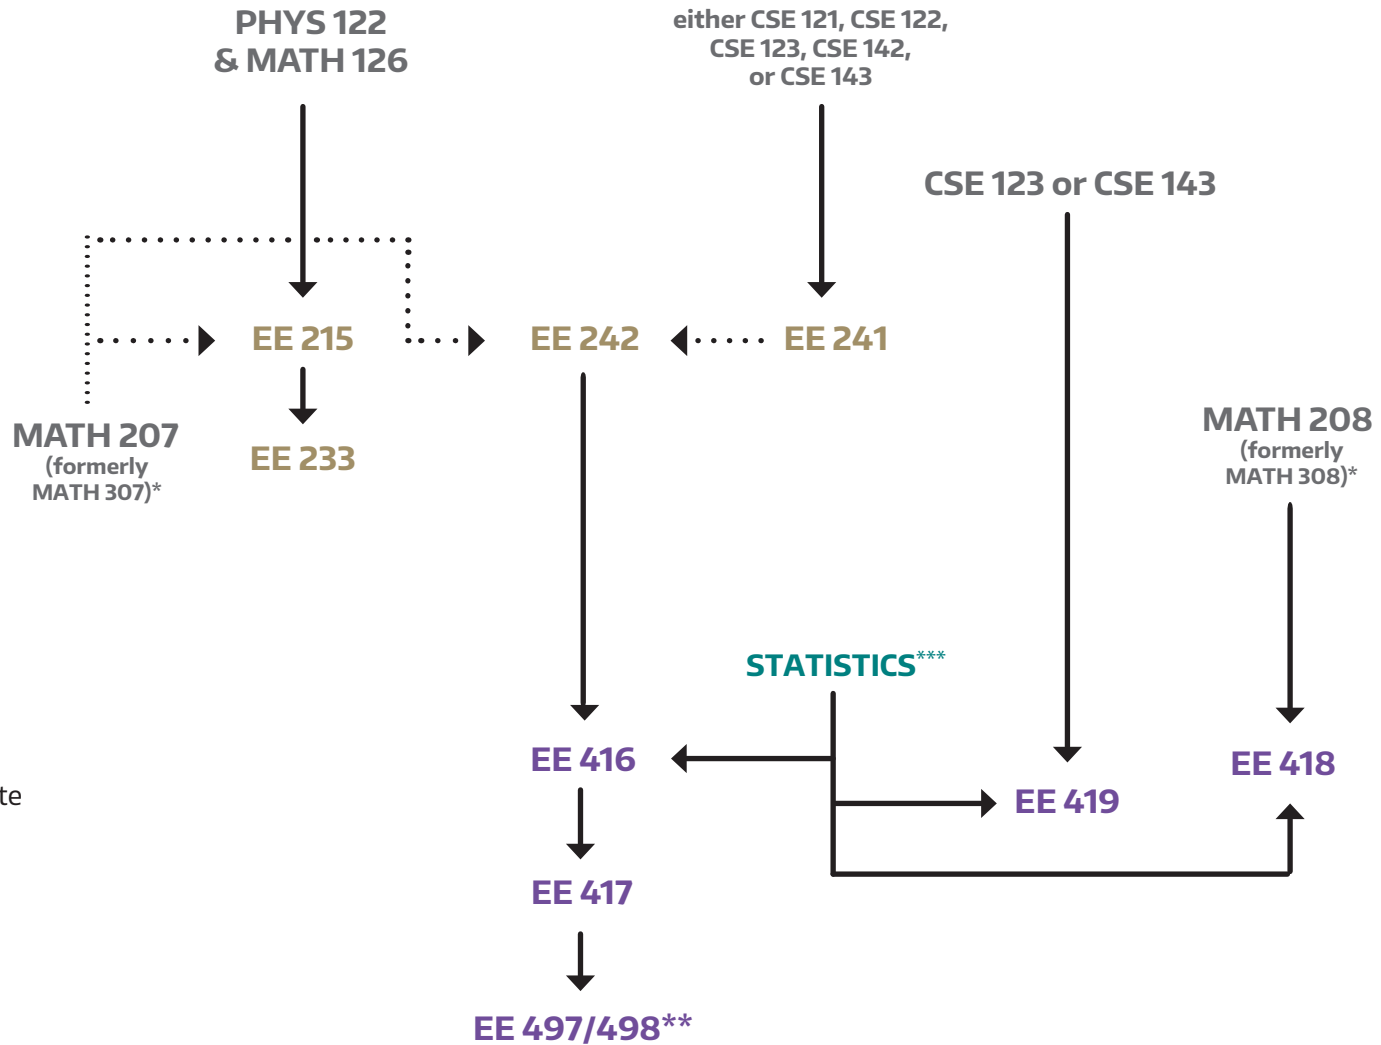 PHYS 122
& MATH 126
either CSE 121, CSE 122,
CSE 123, CSE 142,
or CSE 143
CSE 123 or CSE 143
EE 215
EE 242
EE 241
MATH 207
(formerly
MATH 307)*
EE 233
MATH 208
(formerly
MATH 308)*
STATISTICS***
EE 416
EE 418
te
EE 419
EE 417
EE 497/498**